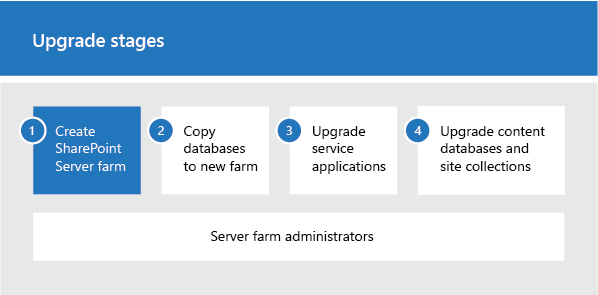 Upgrade stages
1
Create
SharePoint
Server farm
2
Copy
databases
to new farm
3
Upgrade
service
applications
4
Upgrade content
databases and
site collections
Server farm administrators